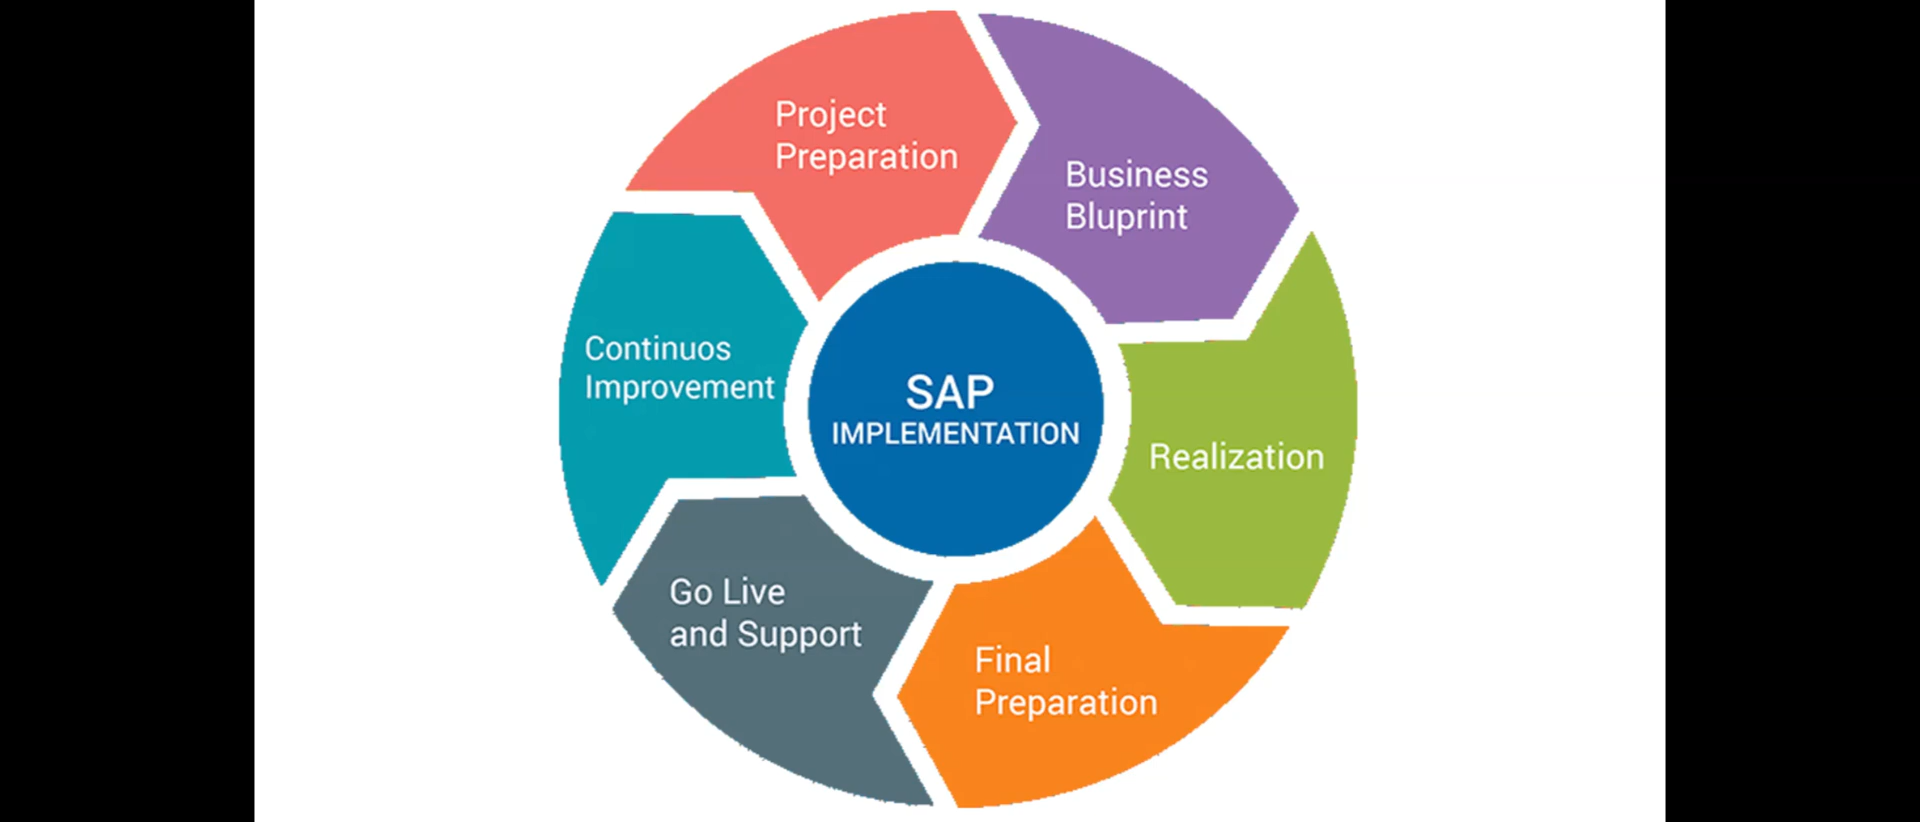 Project
Preparation
Business
Bluprint
Realization
Final
Preparation
Go Live
and Support
Continuos
Improvement
SAP
IMPLEMENTATION